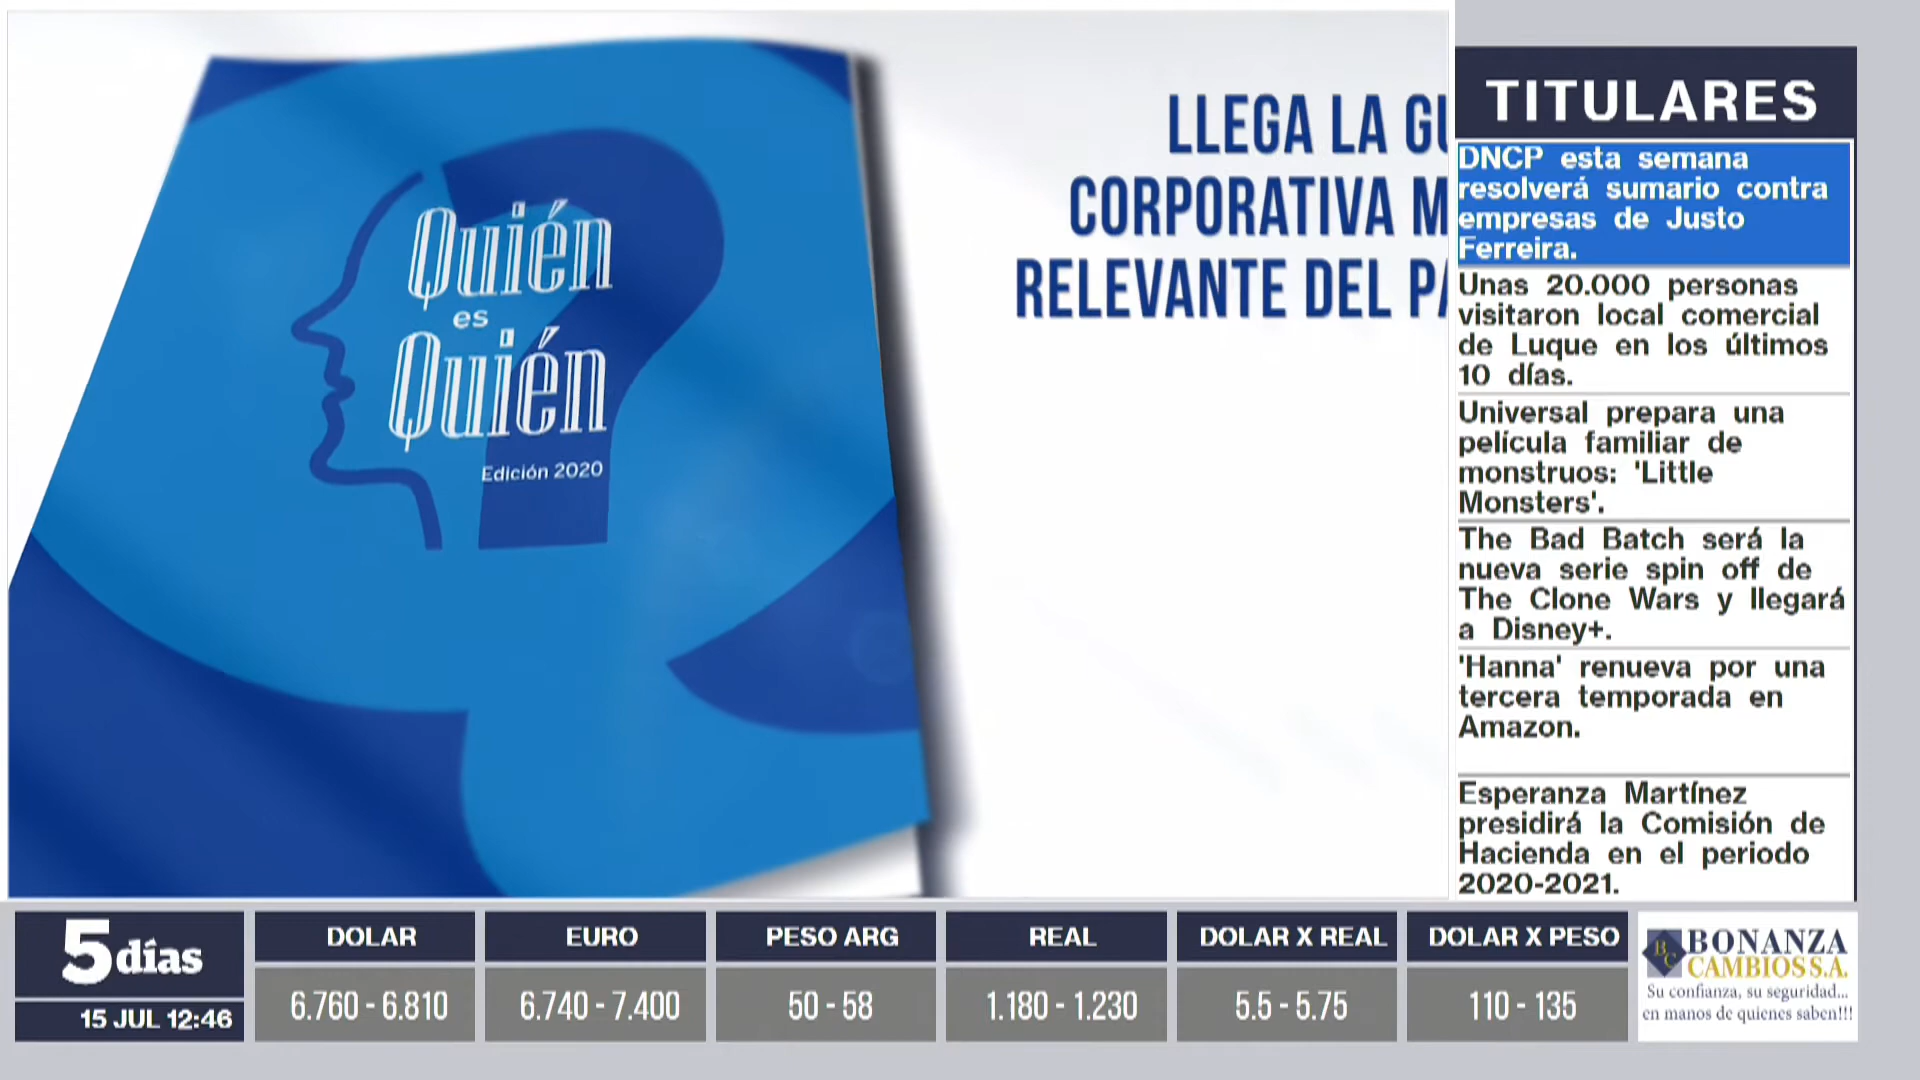 Quién
es
Quién
Edición 2020
LLEGA LA GU
CORPORATIVA M
RELEVANTE DEL PA
TITULARES
DNCP esta semana
resolverá sumario contra
empresas de Justo
Ferreira.
Unas 20.000 personas
visitaron local comercial
de Luque en los últimos
10 días.
Universal prepara una
película familiar de
monstruos: 'Little
Monsters'.
The Bad Batch será la
nueva serie spin off de
The Clone Wars y llegará
a Disney+.
'Hanna' renueva por una
tercera temporada en
Amazon.
Esperanza Martínez
presidirá la Comisión de
Hacienda en el periodo
2020-2021.
5días
15 JUL 12:46
DOLAR
6.760 - 6.810
EURO
6.740 - 7.400
PESO ARG
50 - 58
REAL
1.180 - 1.230
DOLAR X REAL
5.5 - 5.75
DOLAR X PESO
110 - 135
BC
BONANZA
CAMBIOS S.A.
Su confianza, su seguridad...
en manos de quienes saben!!!